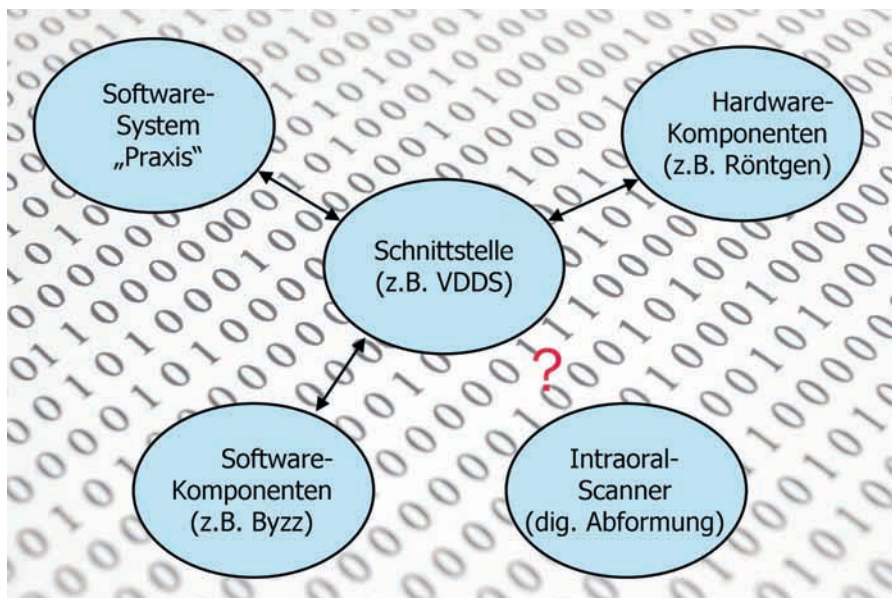 Software-
System
„Praxis“
Hardware-
Komponenten
(z.B. Röntgen)
Schnittstelle
(z.B. VDDS)
?
Software-
Komponenten
(z.B. Byzz)
Intraoral-
Scanner
(dig. Abformung)